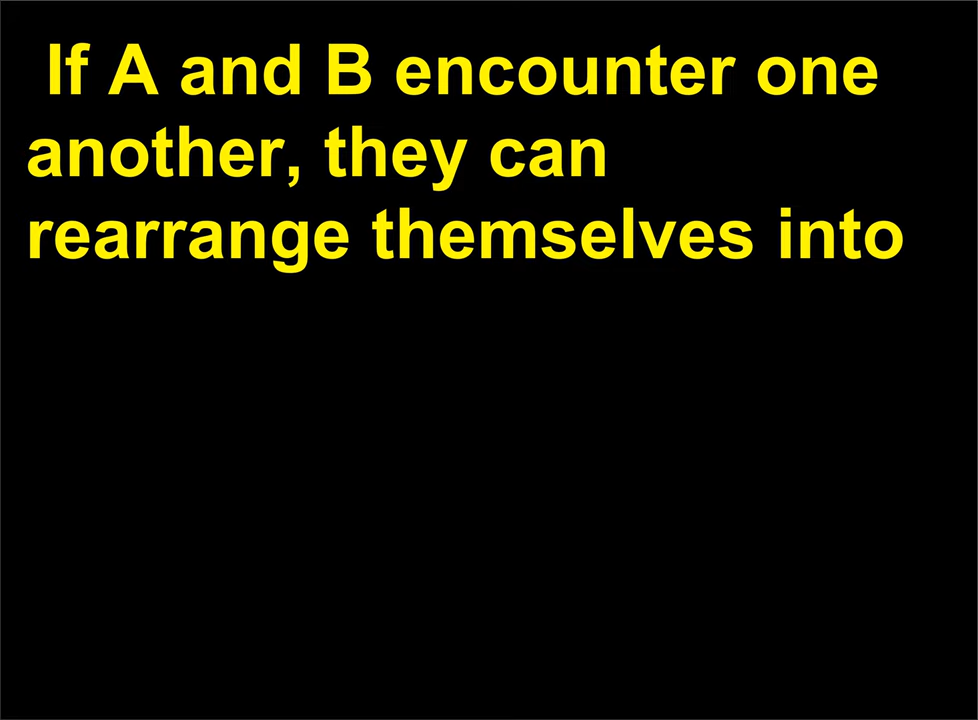 If A and B encounter one
another, they can
rearrange themselves into